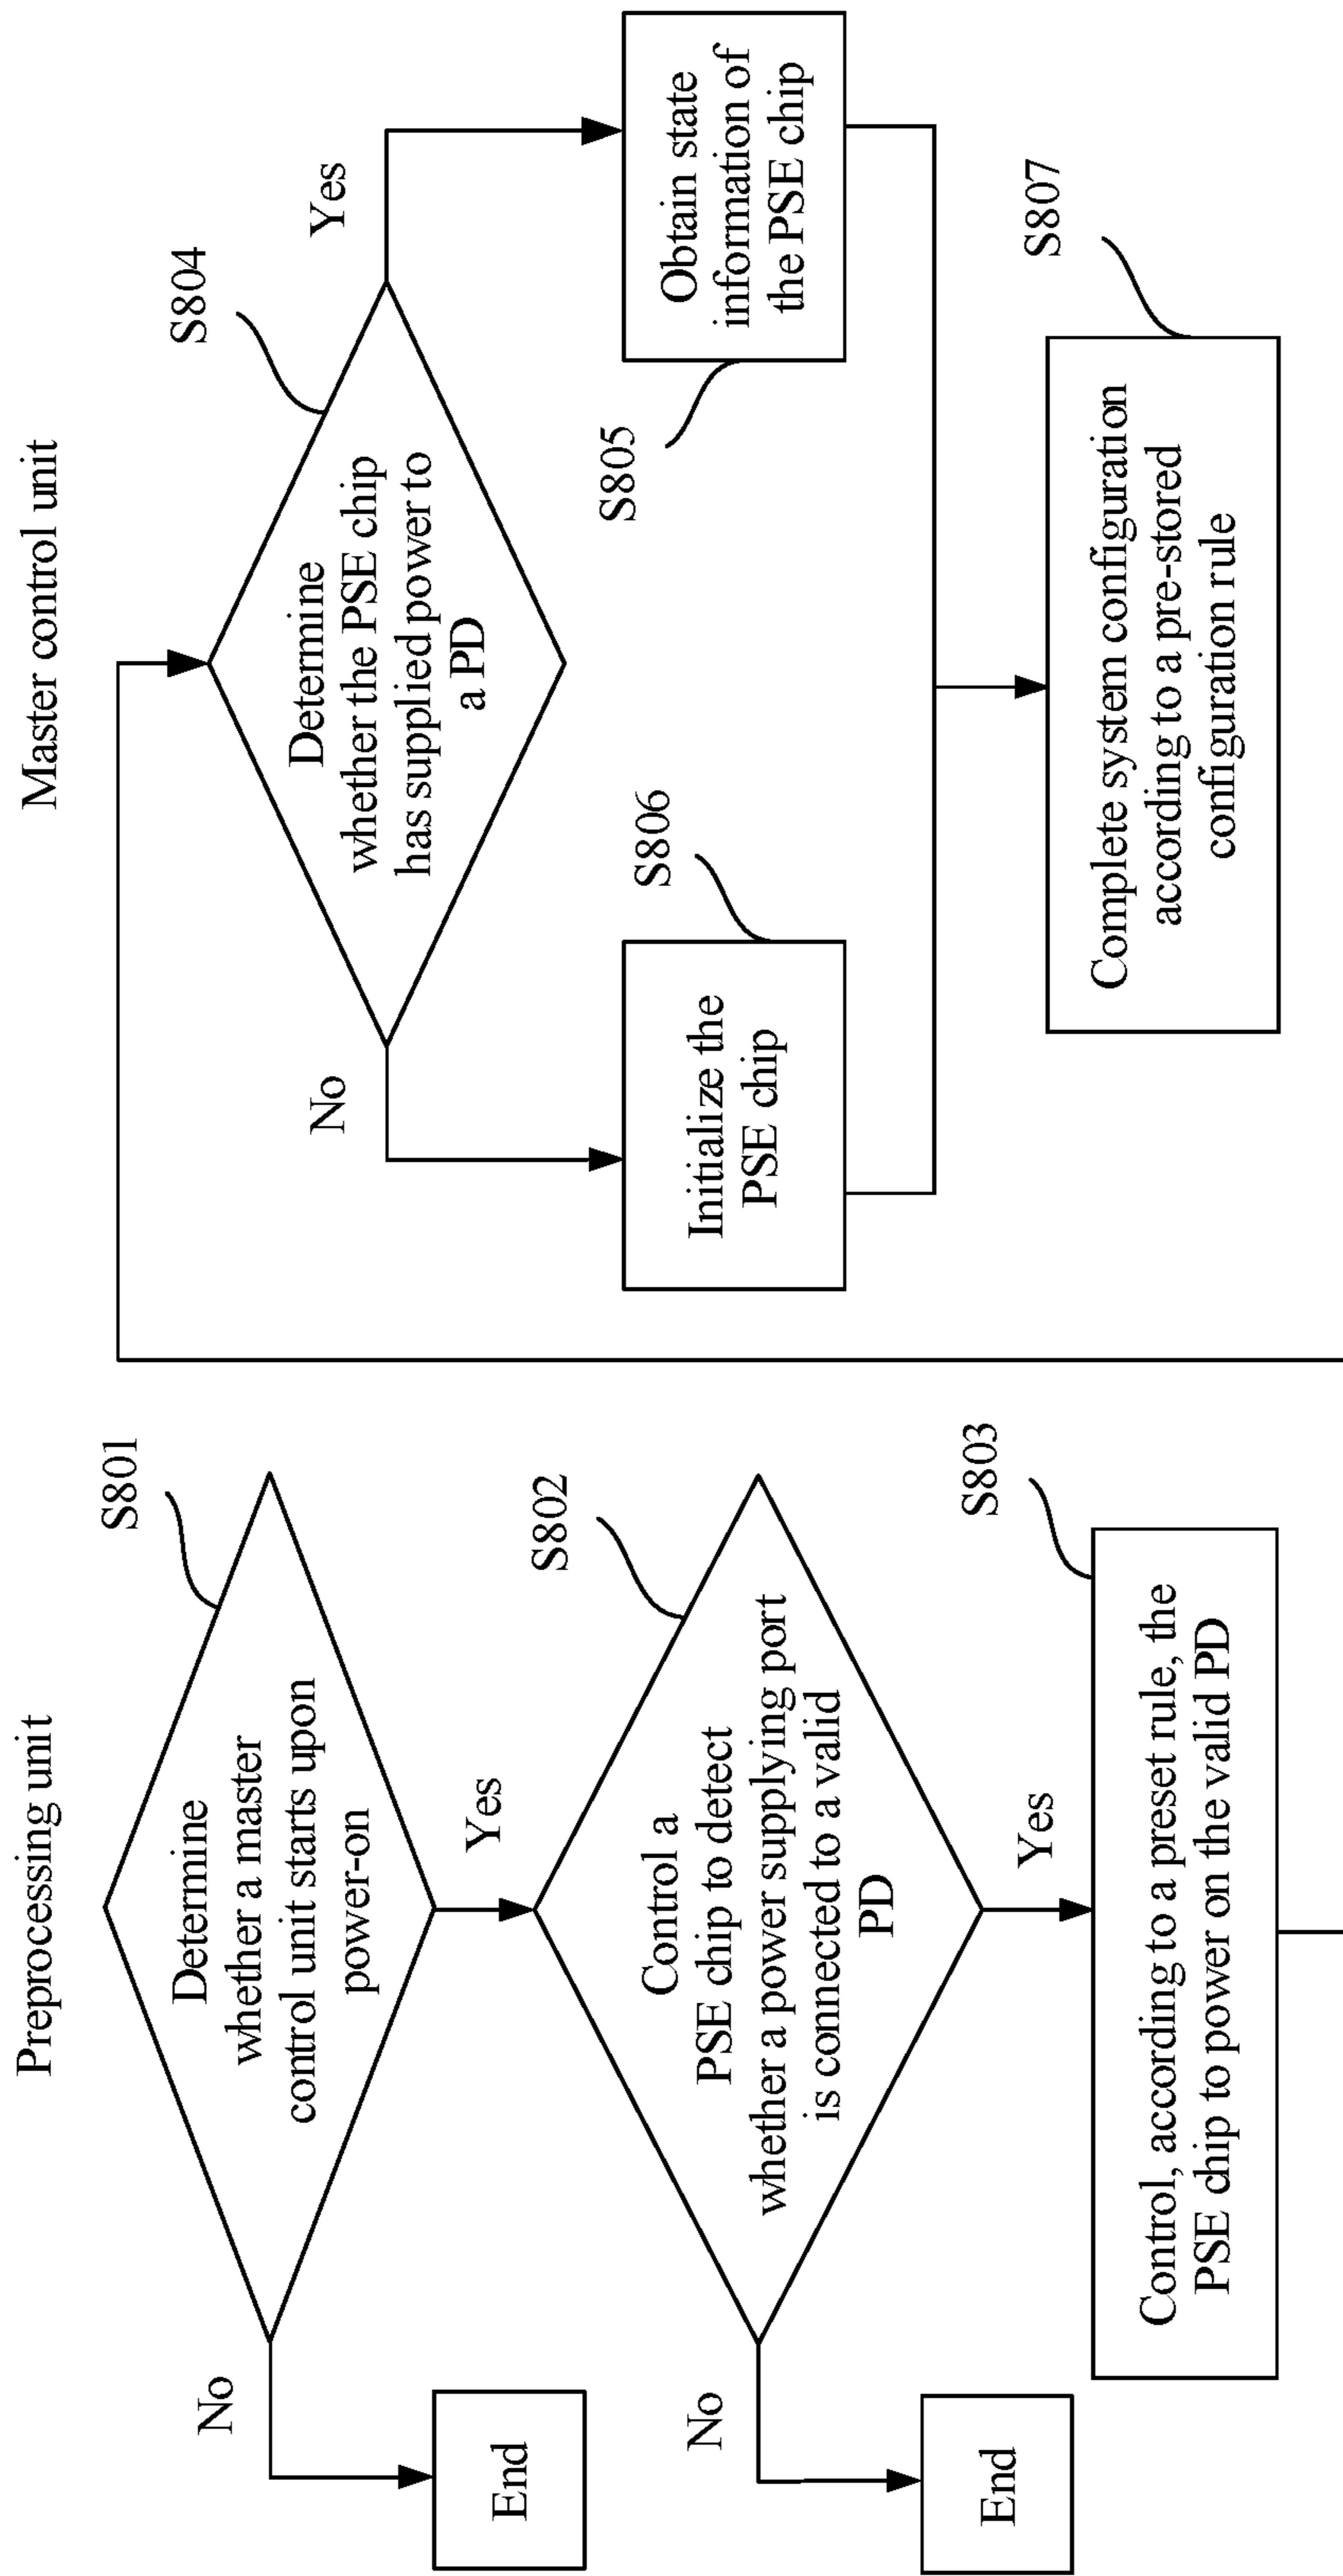 Preprocessing unit
S801
Determine
whether a master
control unit starts upon
power-on
No
Yes
End
S802
Control a
PSE chip to detect
whether a power supplying port
is connected to a valid
PD
No
Yes
End
S803
Control, according to a preset rule, the
PSE chip to power on the valid PD
Master control unit
S804
Determine
whether the PSE chip
has supplied power to
a PD
No
Yes
S806
Initialize the
PSE chip
S805
Obtain state
information of
the PSE chip
S807
Complete system configuration
according to a pre-stored
configuration rule